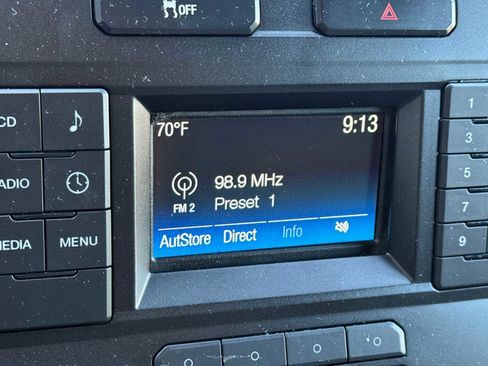 OFF
70°F 9:13
98.9 MHz
FM 2 Preset 1
AutStore Direct Info
CD
ADIO
MEDIA MENU
1
3
5
7
9